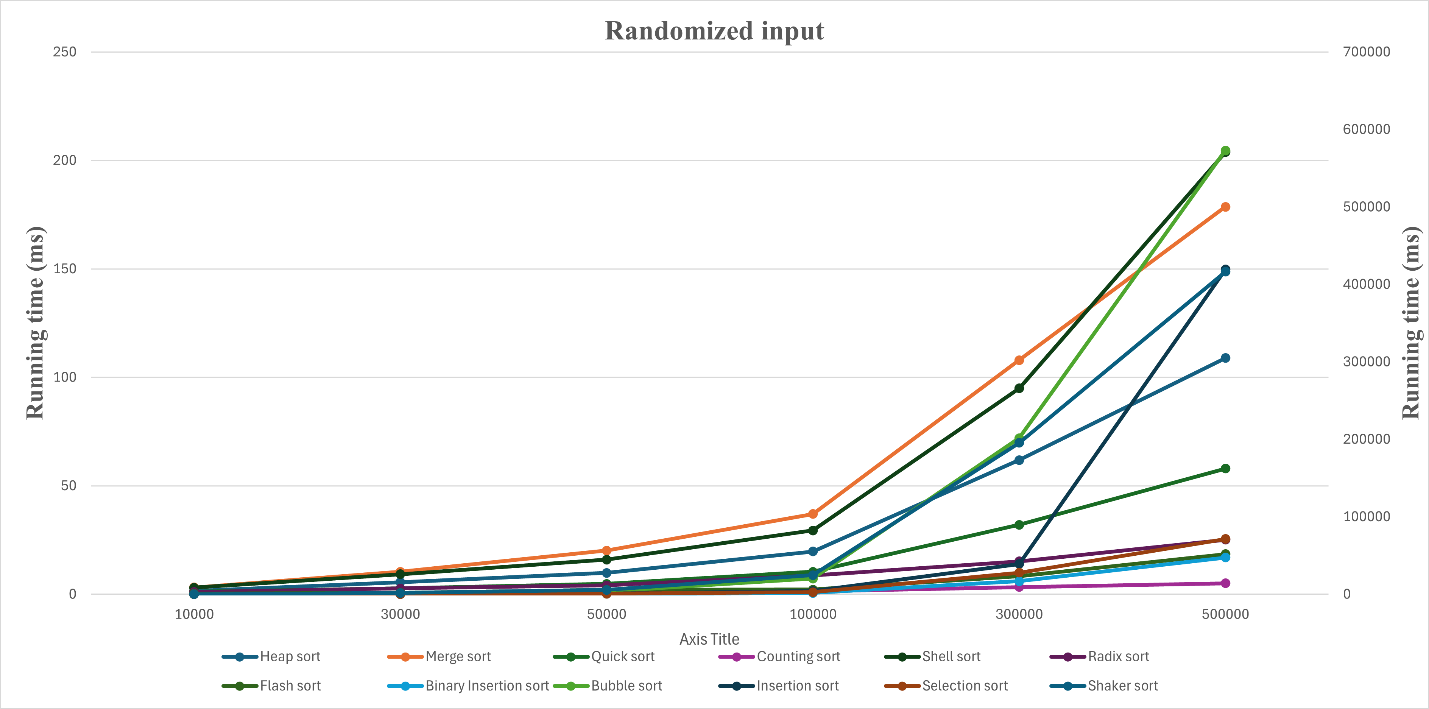 Randomized input
250 700000
600000
200
500000
150
400000
Running time (ms) Running time (ms)
300000
100
200000
50
100000
0 0
10000 30000 50000 100000 300000 500000
Axis Title
Heap sort Merge sort Quick sort Counting sort Shell sort Radix sort
Flash sort Binary Insertion sort Bubble sort Insertion sort Selection sort Shaker sort